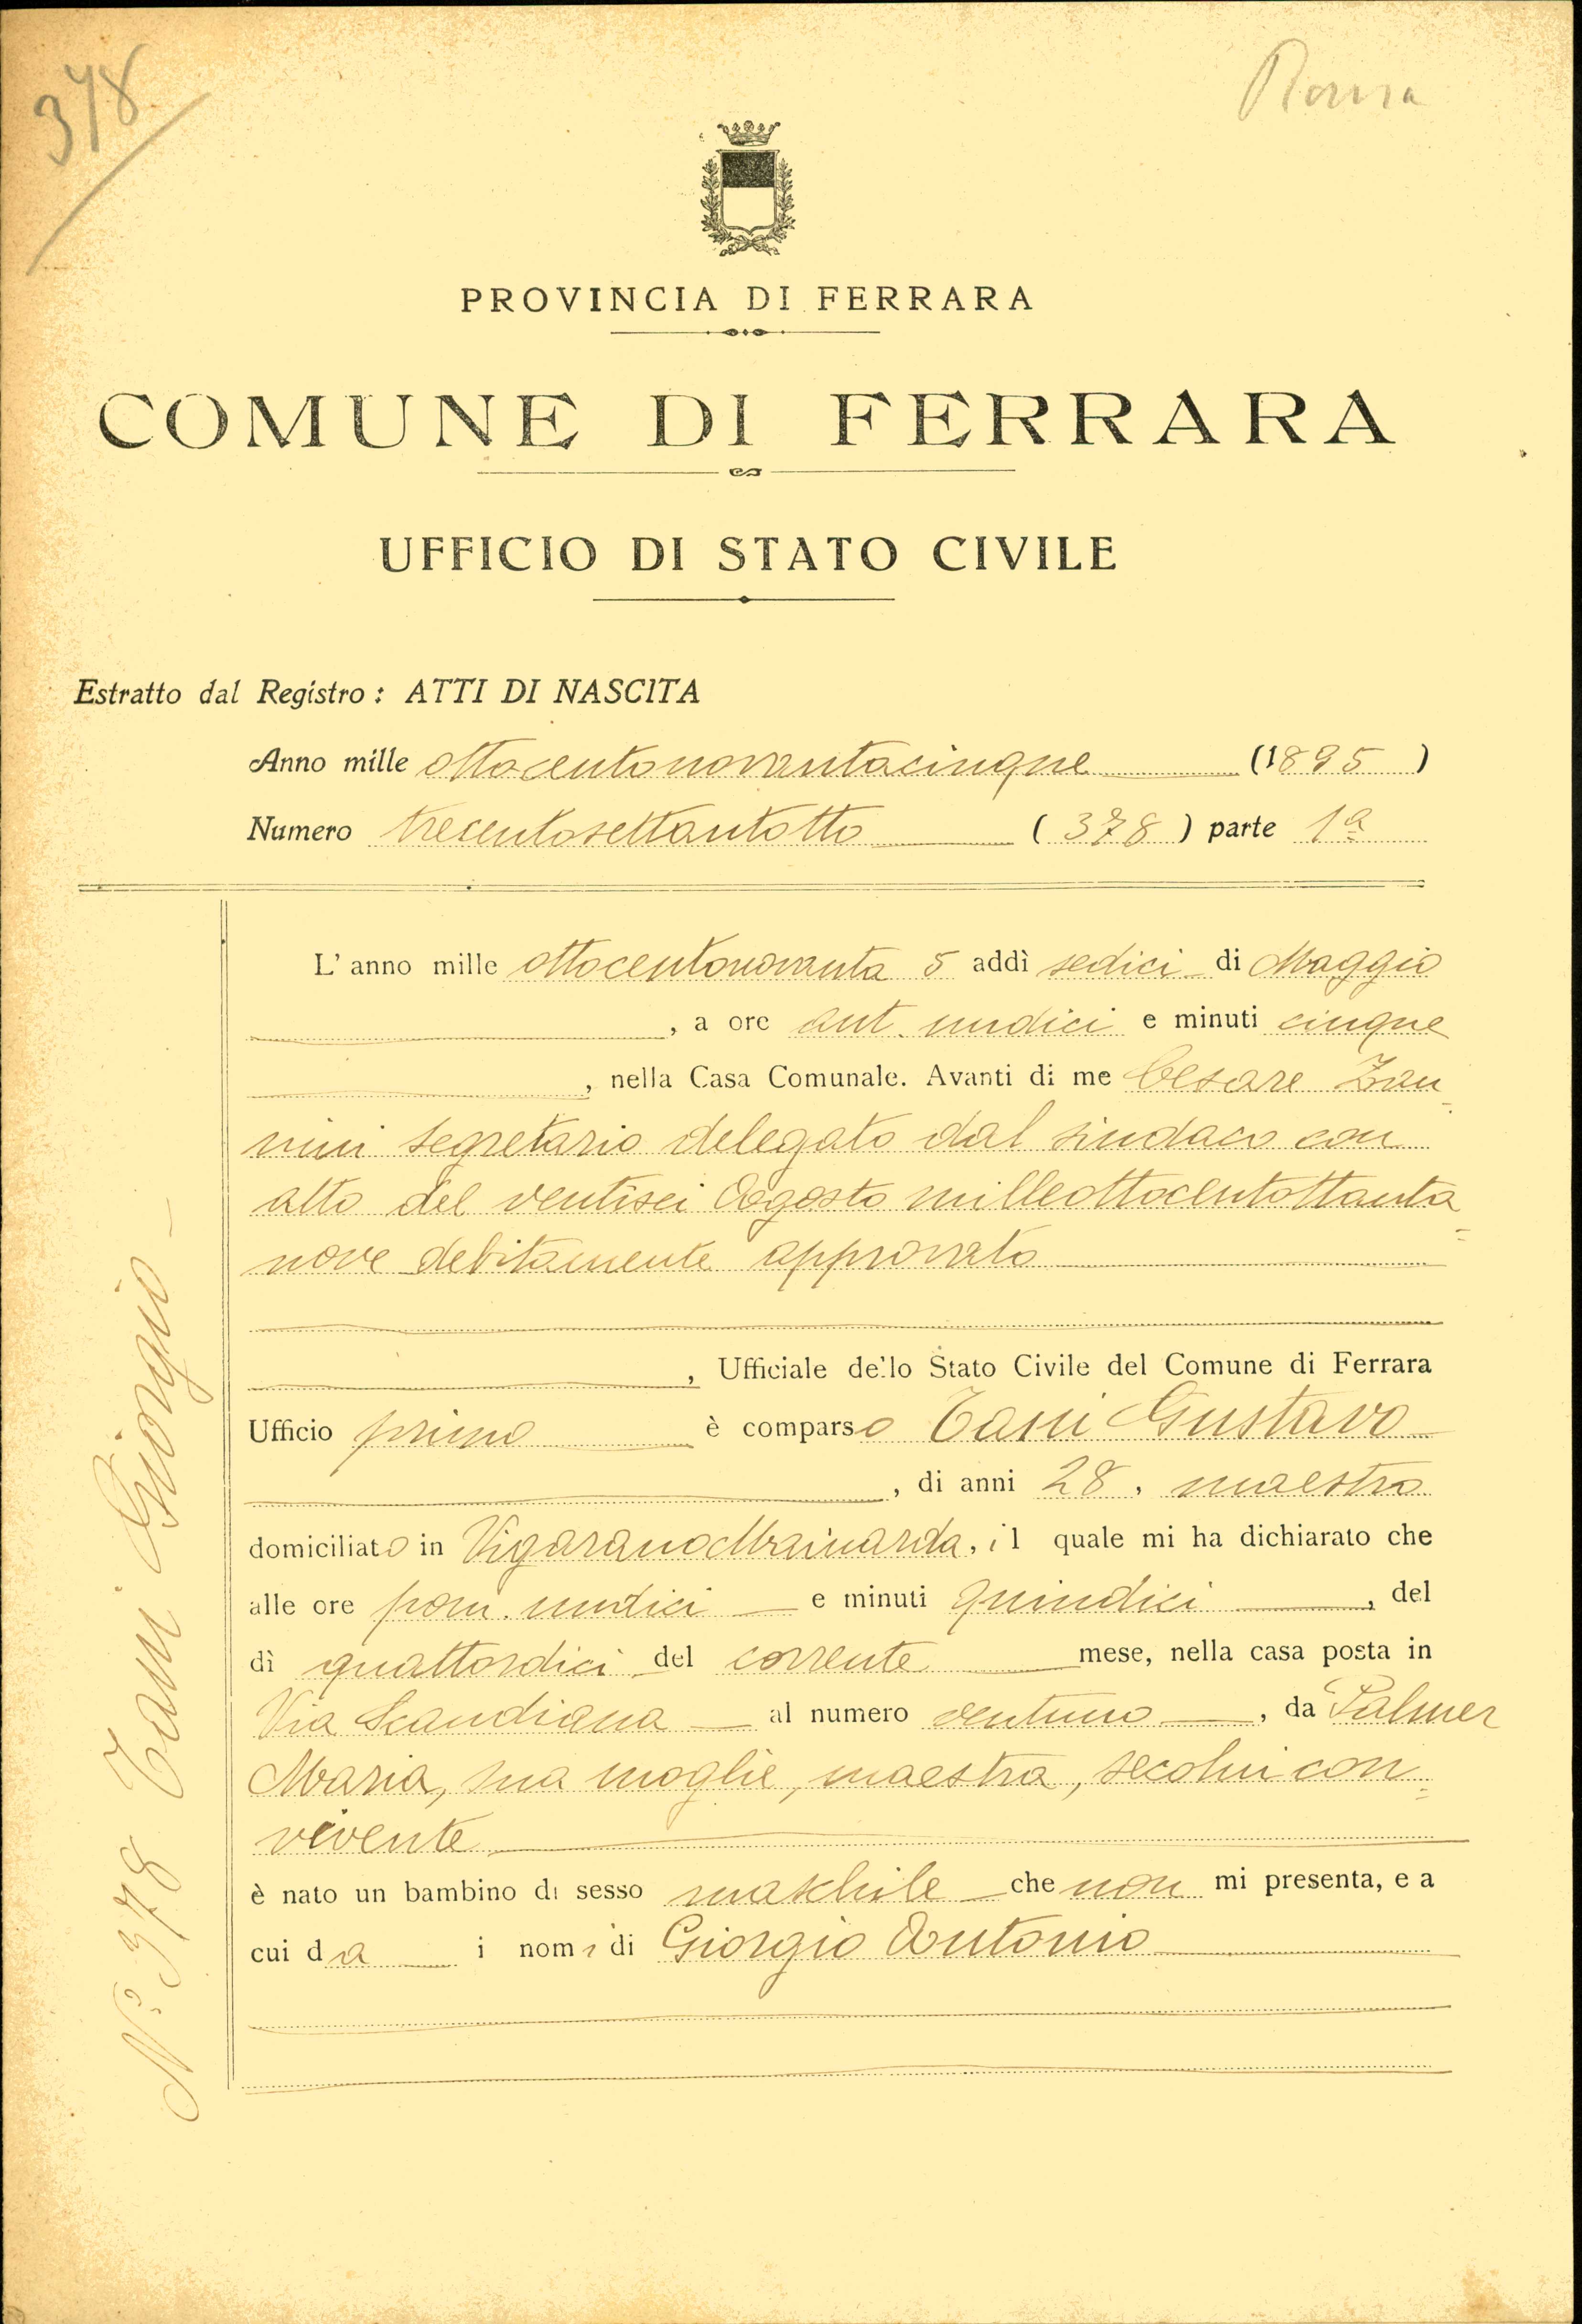 378
Roma
PROVINCIA DI FERRARA
COMUNE DI FERRARA
UFFICIO DI STATO CIVILE
Estratto dal Registro : ATTI DI NASCITA
Anno mille ottocentonovantacinque (1895)
Numero trecentosettantotto (378) parte 1ª
L' anno mille ottocentonovanta 5 addì sedici di Maggio
, a ore ant. undici e minuti cinque
, nella Casa Comunale. Avanti di me Cesare Zan
nini segretario delegato dal sindaco con
atto del ventisei Agosto milleottocentottanta=
nove debitamente approvato
, Ufficiale dello Stato Civile del Comune di Ferrara
Ufficio primo è comparso Tani Gustavo
, di anni 28, maestro
domiciliato in Vigarano Mainarda, il quale mi ha dichiarato che
alle ore pom. undici e minuti quindici, del
dì quattordici del corrente mese, nella casa posta in
Via Scandiana al numero ventuno, da Palmer
Maria, sua moglie, maestra, secolui con=
vivente
è nato un bambino di sesso maschile che non mi presenta, e a
cui da i nomi di Giorgio Antonio
Nº 378 Tani Giorgio -